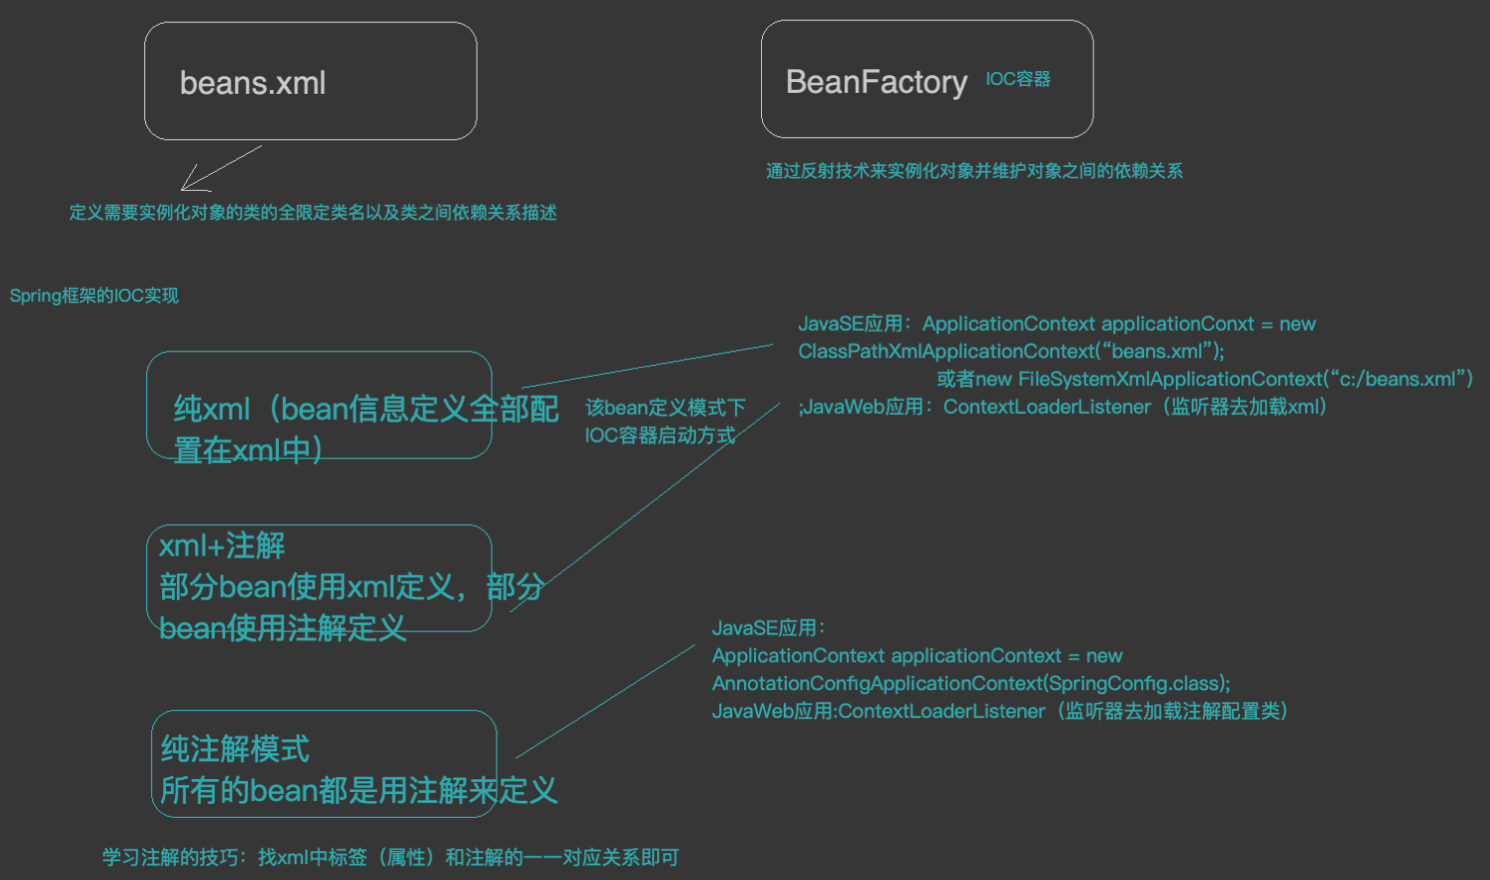 beans.xml
BeanFactory IOC容器
通过反射技术来实例化对象并维护对象之间的依赖关系
定义需要实例化对象的类的全限定类名以及类之间依赖关系描述
Spring框架的IOC实现
纯xml（bean信息定义全部配
置在xml中）
该bean定义模式下
IOC容器启动方式
JavaSE应用：ApplicationContext applicationConxt = new
ClassPathXmlApplicationContext(“beans.xml”);
或者new FileSystemXmlApplicationContext(“c:/beans.xml”)
;JavaWeb应用：ContextLoaderListener（监听器去加载xml）
xml+注解
部分bean使用xml定义，部分
bean使用注解定义
纯注解模式
所有的bean都是用注解来定义
JavaSE应用：
ApplicationContext applicationContext = new
AnnotationConfigApplicationContext(SpringConfig.class);
JavaWeb应用:ContextLoaderListener（监听器去加载注解配置类）
学习注解的技巧：找xml中标签（属性）和注解的一一对应关系即可